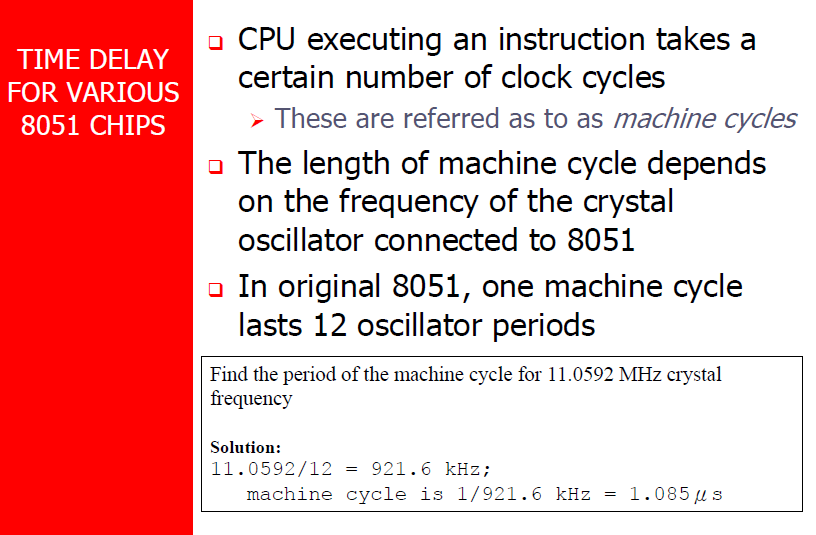 TIME DELAY
FOR VARIOUS
8051 CHIPS
CPU executing an instruction takes a
certain number of clock cycles
These are referred as to as machine cycles
The length of machine cycle depends
on the frequency of the crystal
oscillator connected to 8051
In original 8051, one machine cycle
lasts 12 oscillator periods
Find the period of the machine cycle for 11.0592 MHz crystal
frequency
Solution:
11.0592/12 = 921.6 kHz;
machine cycle is 1/921.6 kHz = 1.085μs